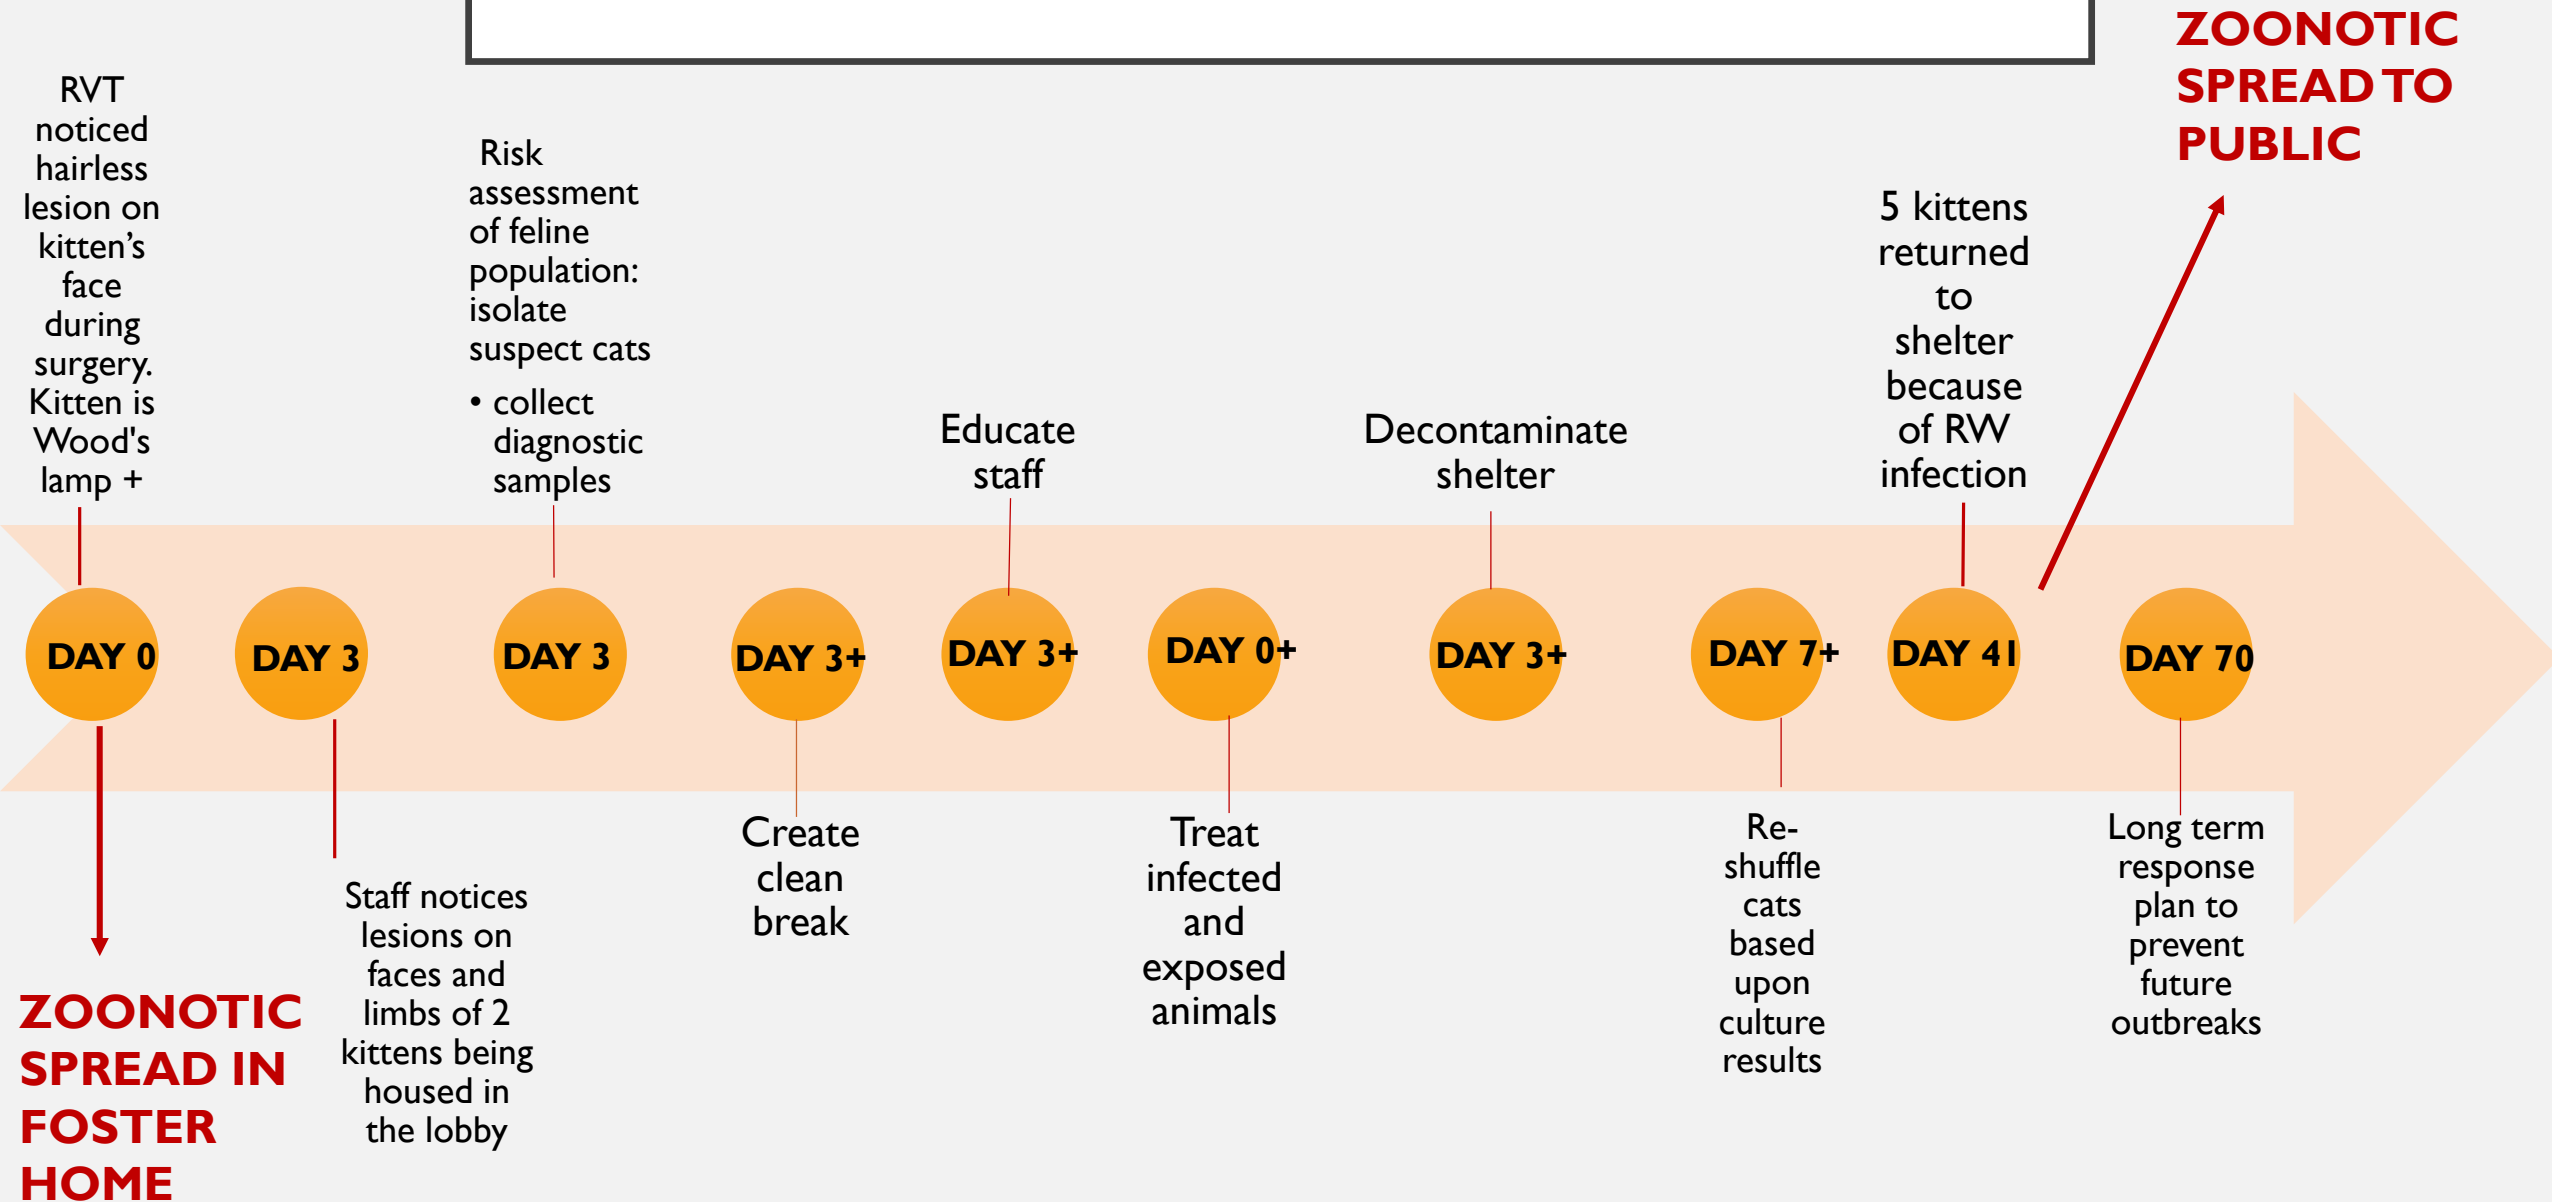 ZOONOTIC
SPREAD TO
PUBLIC
RVT
noticed
hairless
lesion on
kitten’s
face
during
surgery.
Kitten is
Wood's
lamp +
Risk
assessment
of feline
population:
isolate
suspect cats
• collect
diagnostic
samples
Educate
staff
Decontaminate
shelter
5 kittens
returned
to
shelter
because
of RW
infection
DAY 0
DAY 3
DAY 3
DAY 3+
DAY 3+
DAY 0+
DAY 3+
DAY 7+
DAY 41
DAY 70
ZOONOTIC
SPREAD IN
FOSTER
HOME
Staff notices
lesions on
faces and
limbs of 2
kittens being
housed in
the lobby
Create
clean
break
Treat
infected
and
exposed
animals
Re-
shuffle
cats
based
upon
culture
results
Long term
response
plan to
prevent
future
outbreaks